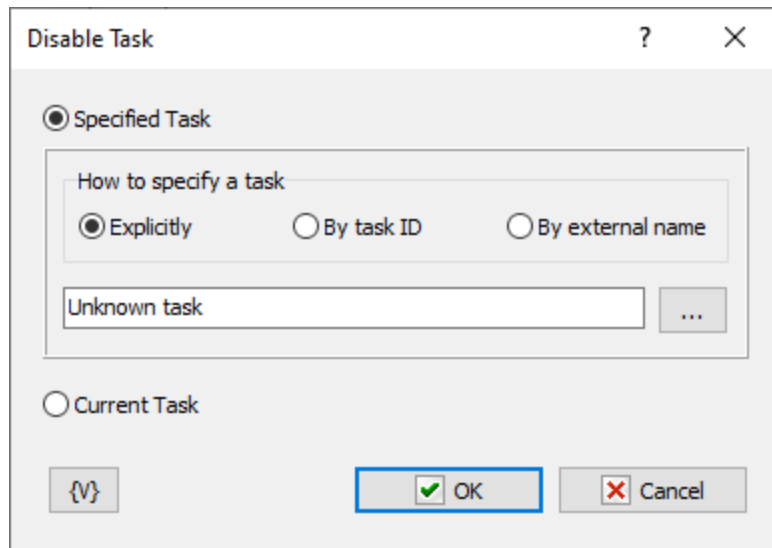 Disable Task ?
Specified Task
How to specify a task
Explicitly By task ID By external name
Unknown task ...
Current Task
{V} OK Cancel